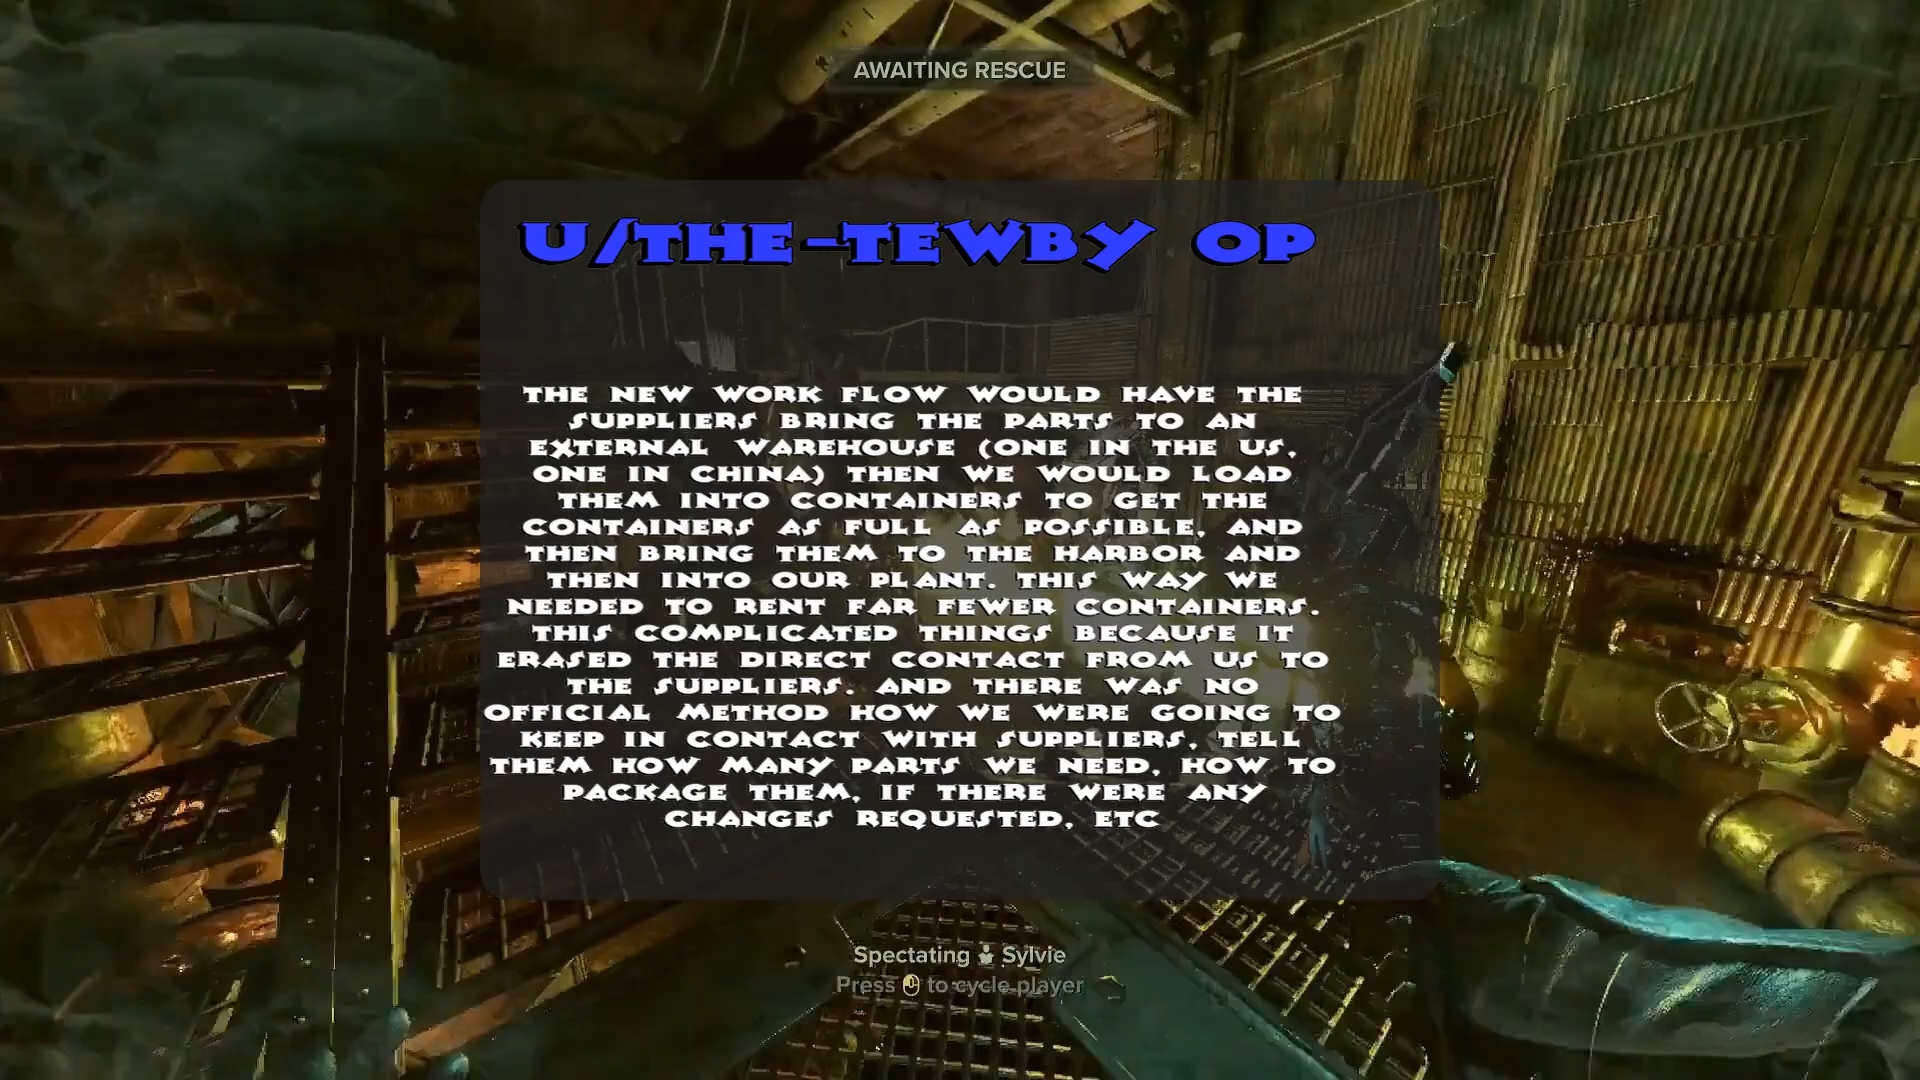 AWAITING RESCUE
U/THE-TEWBY OP
THE NEW WORK FLOW WOULD HAVE THE
SUPPLIERS BRING THE PARTS TO AN
EXTERNAL WAREHOUSE (ONE IN THE US,
ONE IN CHINA) THEN WE WOULD LOAD
THEM INTO CONTAINERS TO GET THE
CONTAINERS AS FULL AS POSSIBLE, AND
THEN BRING THEM TO THE HARBOR AND
THEN INTO OUR PLANT. THIS WAY WE
NEEDED TO RENT FAR FEWER CONTAINERS.
THIS COMPLICATED THINGS BECAUSE IT
ERASED THE DIRECT CONTACT FROM US TO
THE SUPPLIERS. AND THERE WAS NO
OFFICIAL METHOD HOW WE WERE GOING TO
KEEP IN CONTACT WITH SUPPLIERS, TELL
THEM HOW MANY PARTS WE NEED, HOW TO
PACKAGE THEM, IF THERE WERE ANY
CHANGES REQUESTED, ETC
Spectating Sylvie
Press to cycle player